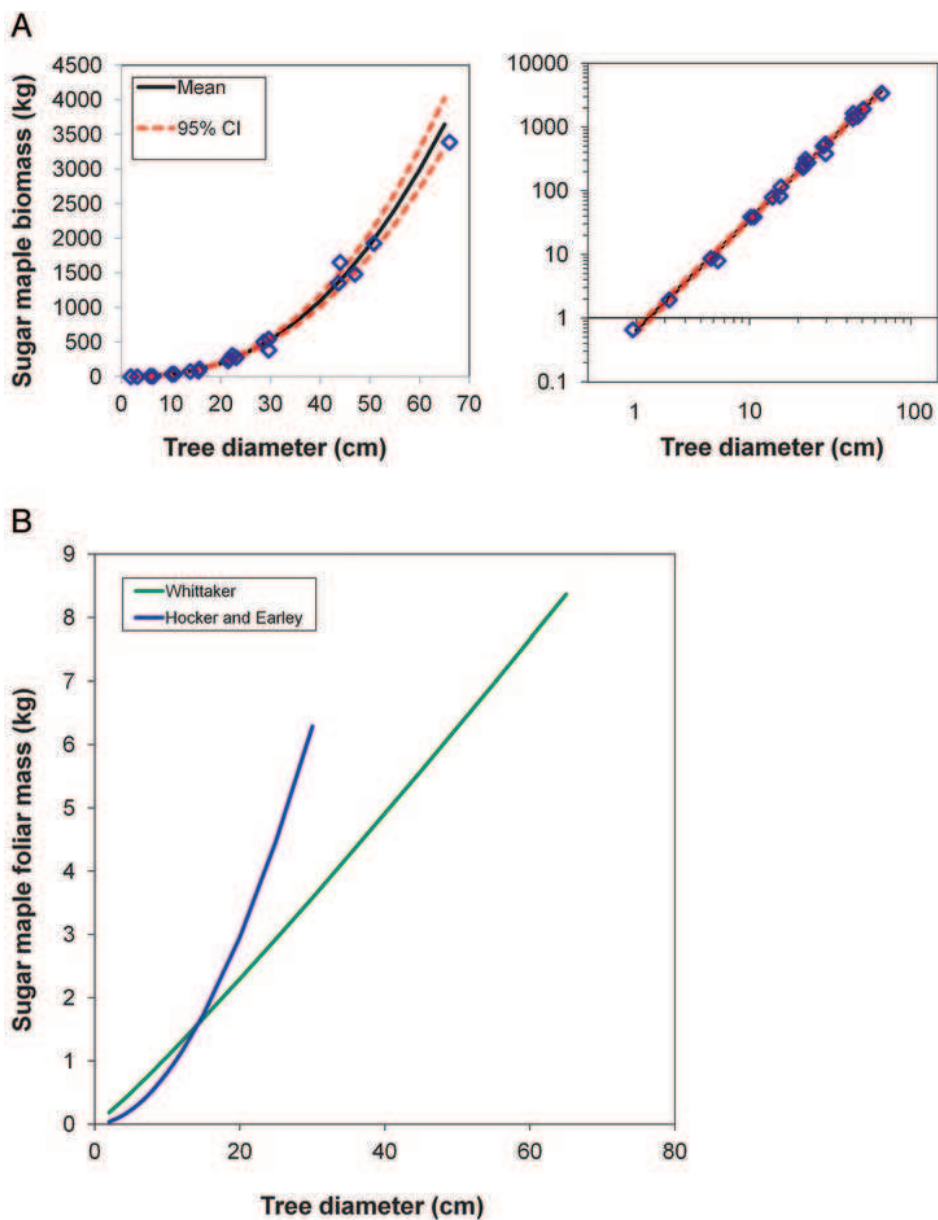 A
Sugar maple biomass (kg)
4500
4000
3500
3000
2500
2000
1500
1000
500
0
Mean
95% CI
0 10 20 30 40 50 60 70
Tree diameter (cm)
10000
1000
100
10
1
0.1
1 10 100
Tree diameter (cm)
B
Sugar maple foliar mass (kg)
9
8
7
6
5
4
3
2
1
0
Whittaker
Hocker and Earley
0 20 40 60 80
Tree diameter (cm)